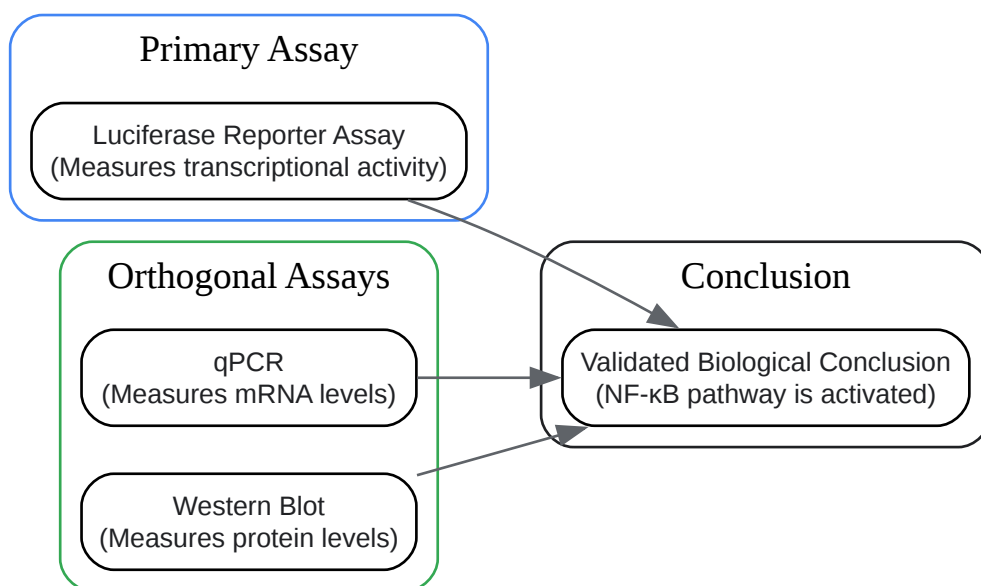 Primary Assay
Luciferase Reporter Assay
(Measures transcriptional activity)
Orthogonal Assays
qPCR
(Measures mRNA levels)
Western Blot
(Measures protein levels)
Conclusion
Validated Biological Conclusion
(NF-κB pathway is activated)